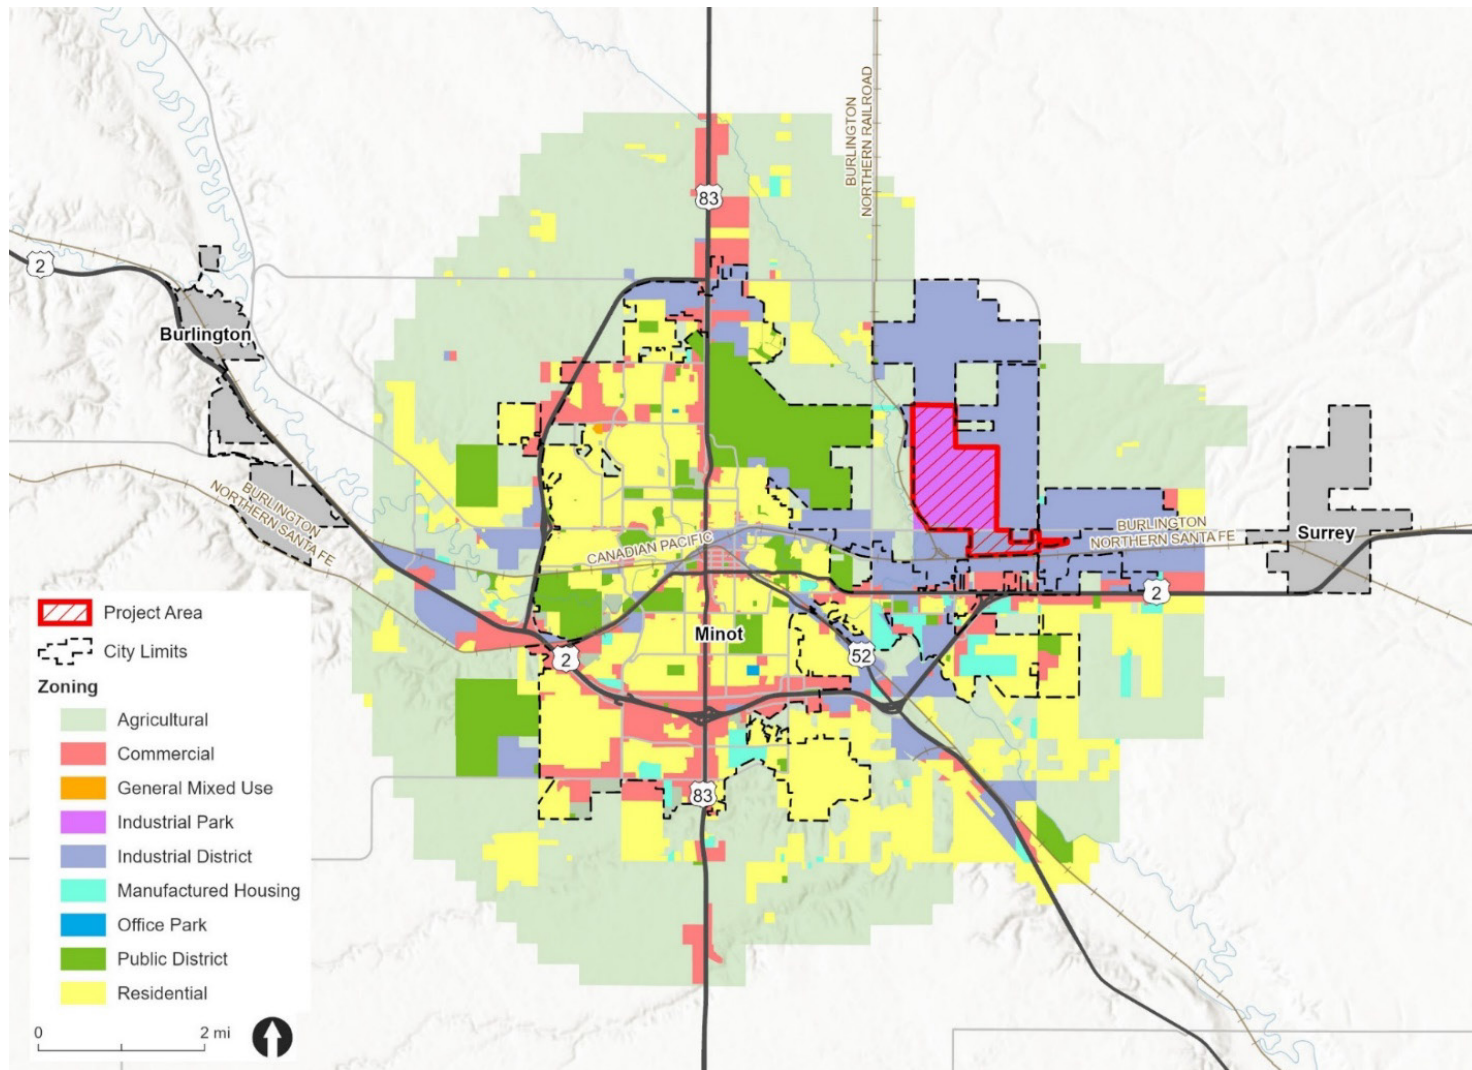 BURLINGTON
NORTHERN RAILROAD
83
2
Burlington
BURLINGTON
NORTHERN SANTA FE
CANADIAN PACIFIC
BURLINGTON
NORTHERN SANTA FE
Surrey
2
Minot
2
52
83
Project Area
City Limits
Zoning
Agricultural
Commercial
General Mixed Use
Industrial Park
Industrial District
Manufactured Housing
Office Park
Public District
Residential
0 2 mi